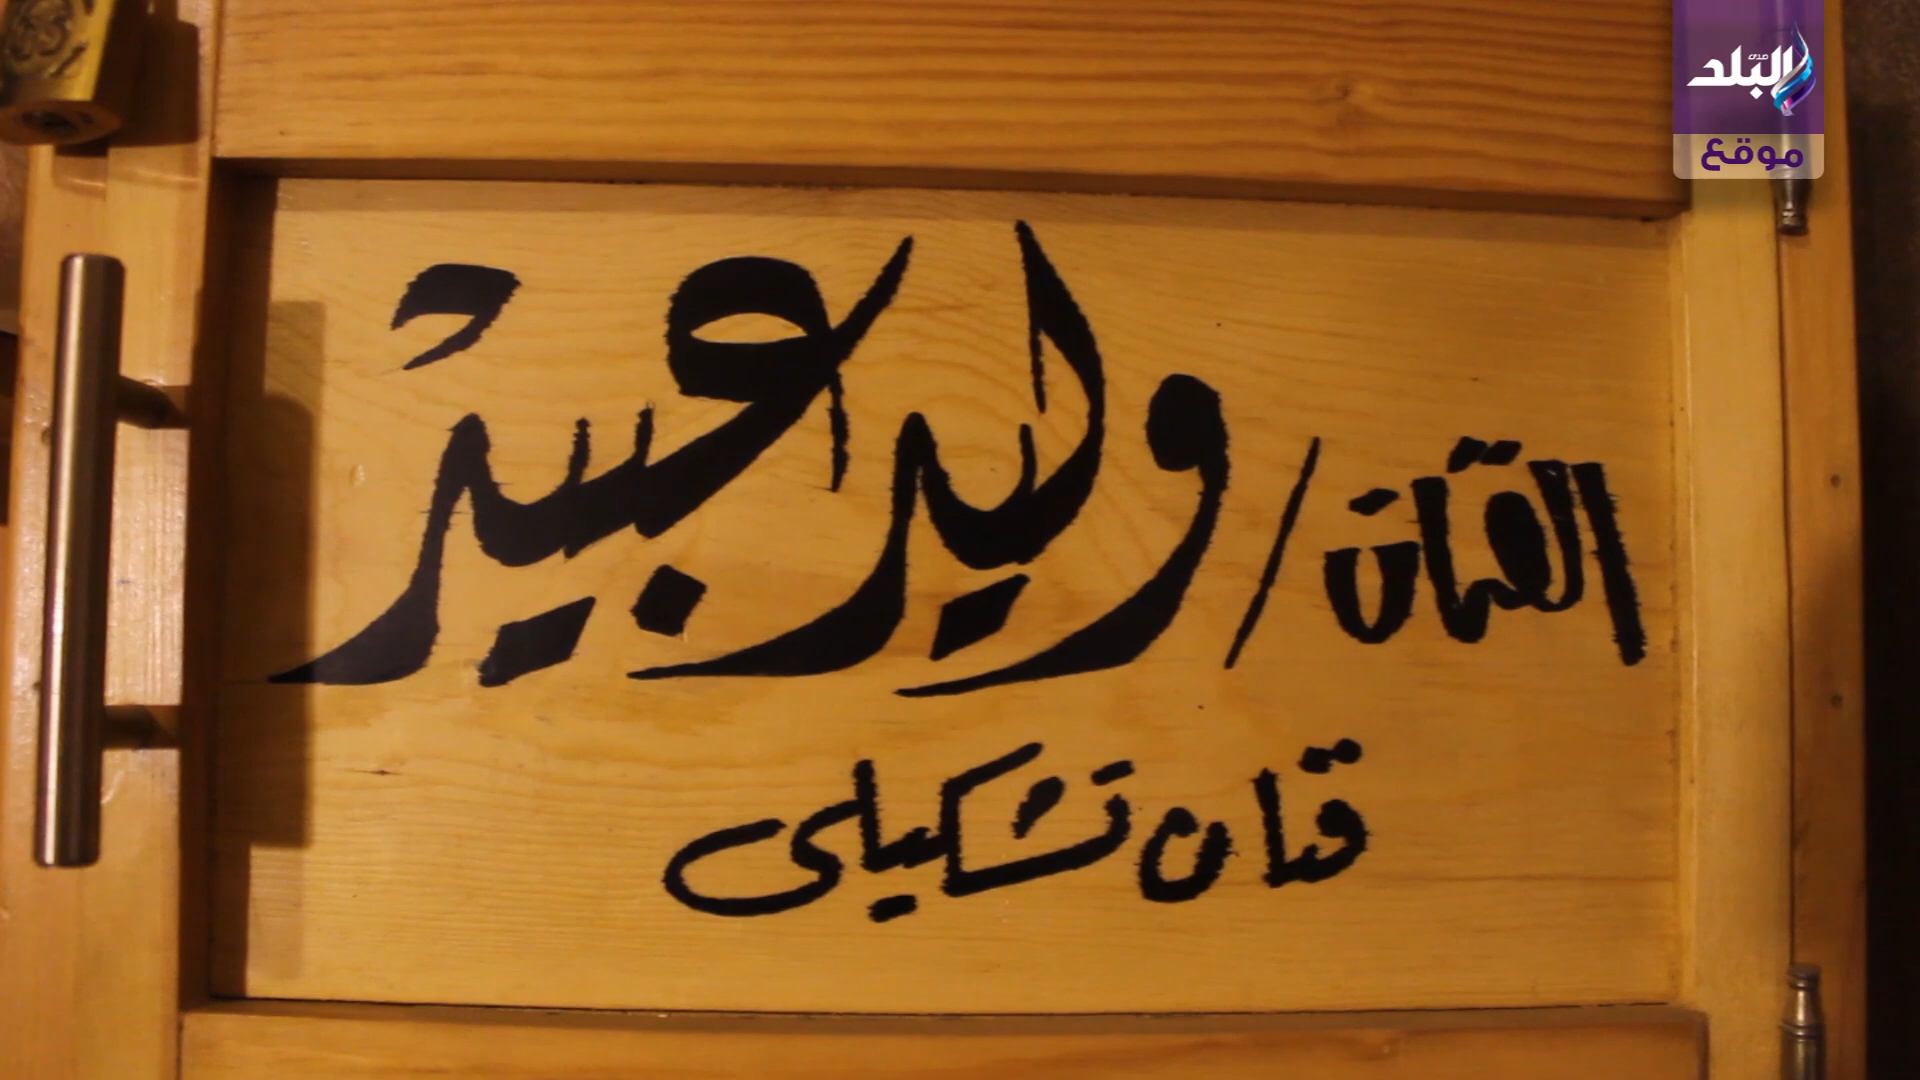 صدى البلد
موقع
الفنان / وليد عبيد
فنان تشكيلى